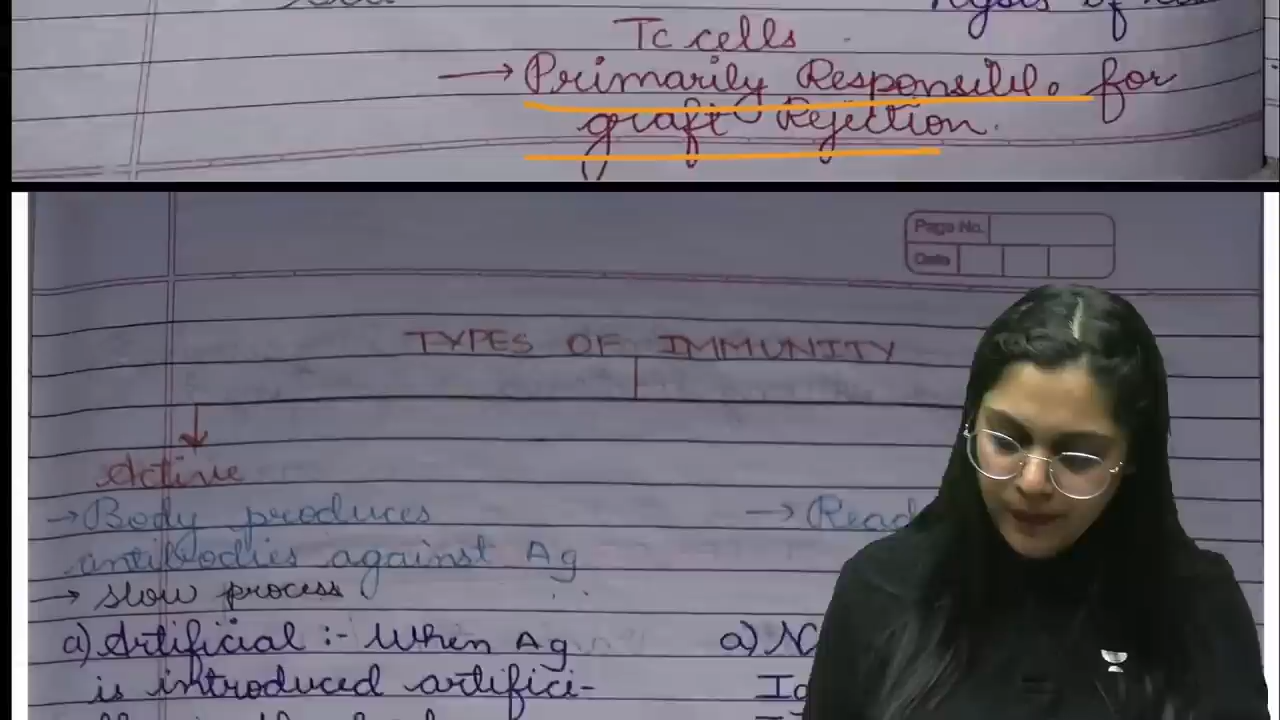 Tc cells
→ Primarily Responsible for
graft Rejection.
Page No.
Date
TYPES OF IMMUNITY
Active
→ Body produces
antibodies against Ag
→ slow process
a) Artificial :- When Ag
is introduced artifici-
→ Read
a) N
Ig